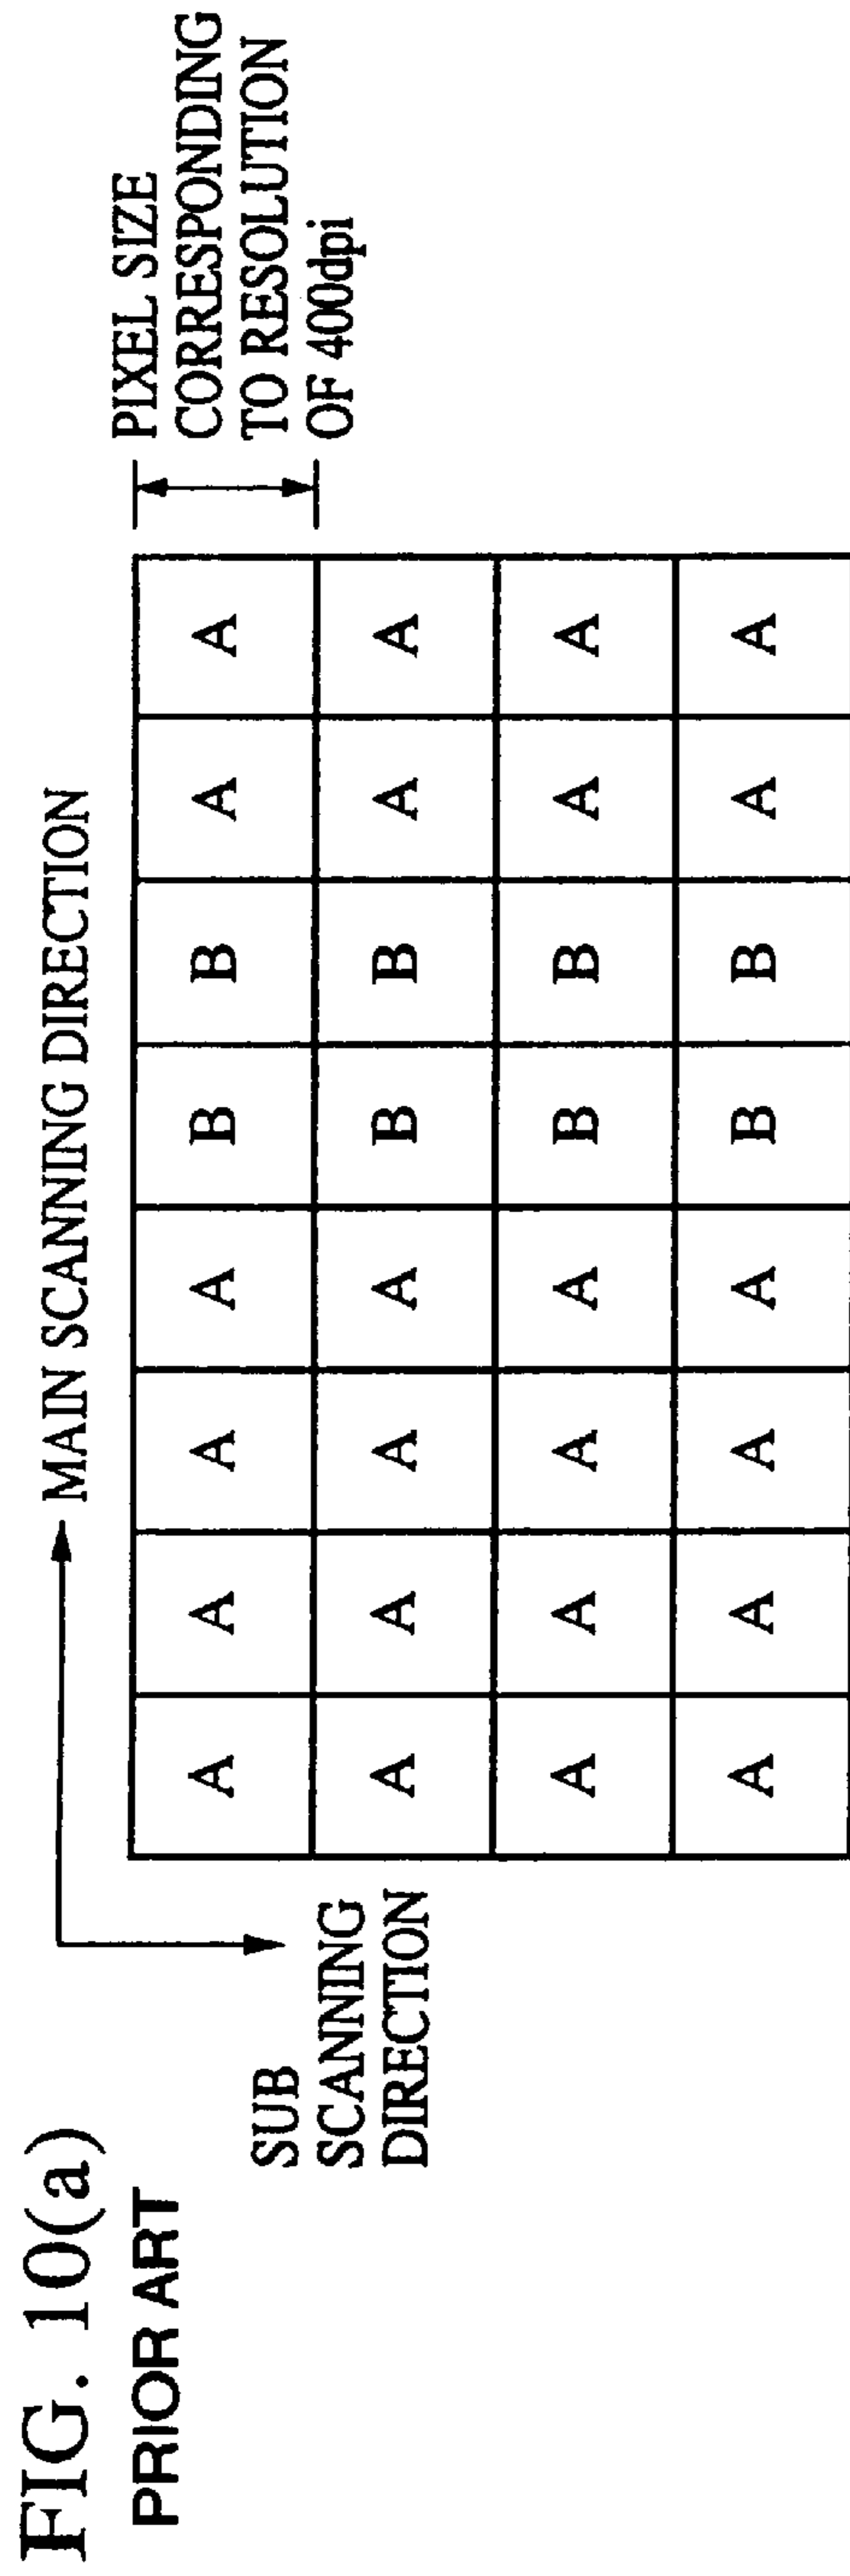 FIG. 10(a)
PRIOR ART
MAIN SCANNING DIRECTION
SUB
SCANNING
DIRECTION
PIXEL SIZE
CORRESPONDING
TO RESOLUTION
OF 400dpi
A A A A B B A A
A A A A B B A A
A A A A B B A A
A A A A B B A A